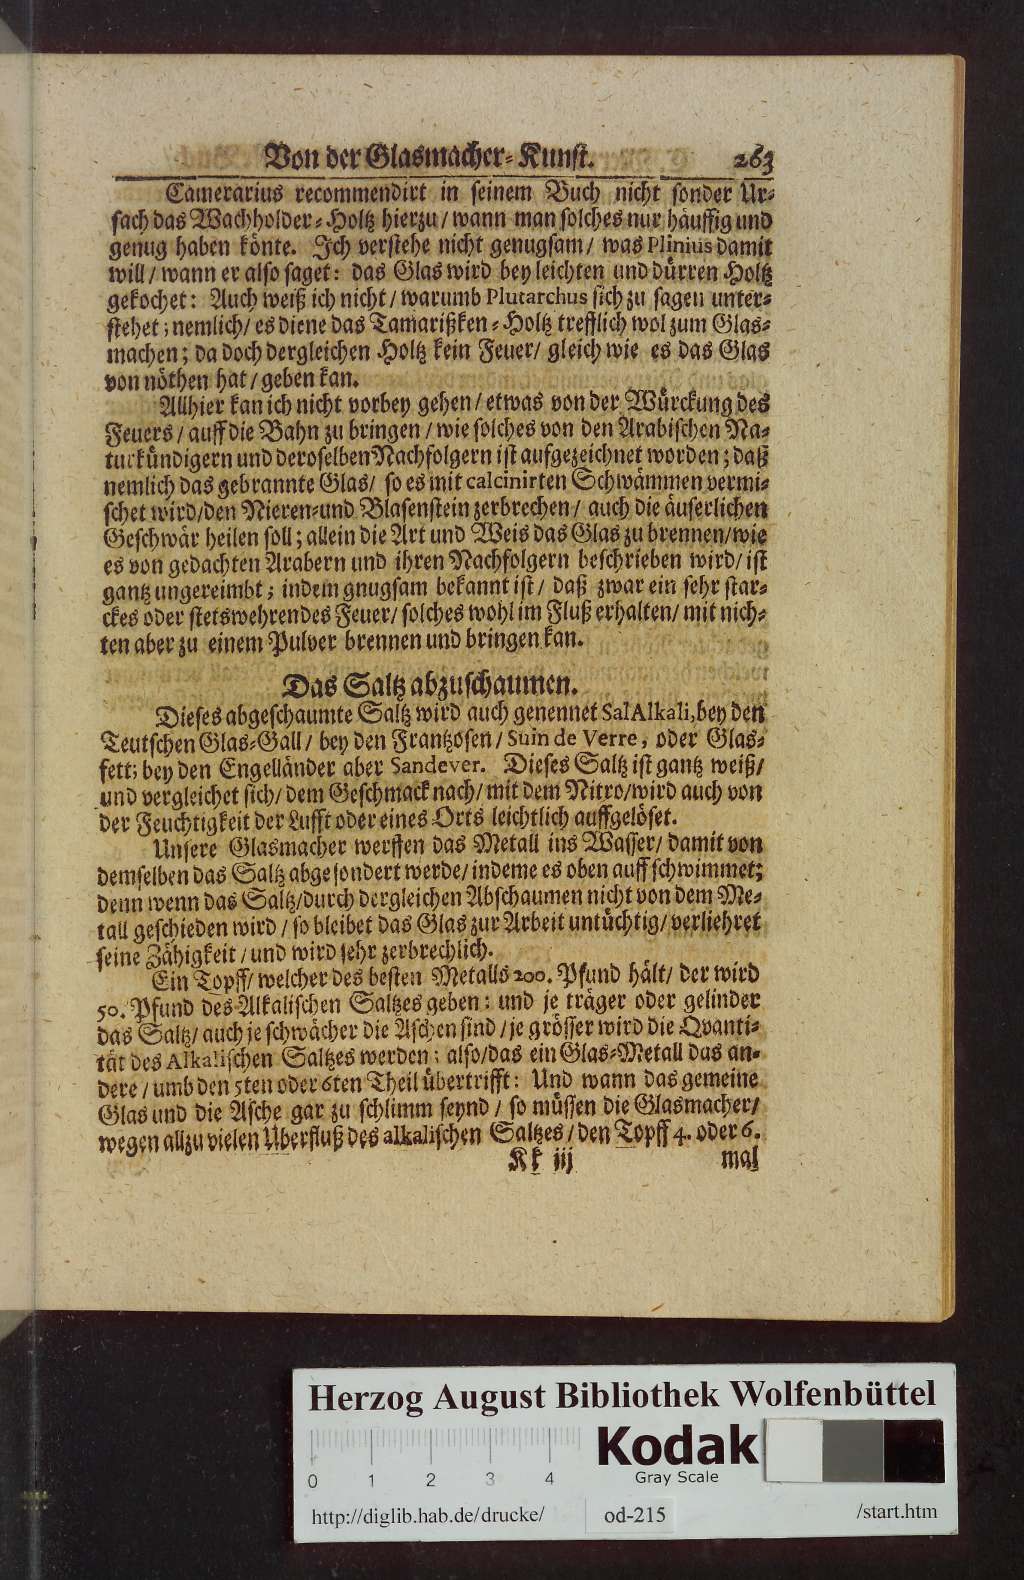 Von der Glasmacher-Kunst. 263
Camerarius recommendirt in seinem Buch nicht sonder Ur-
sach das Wachholder-Holtz hierzu / wann man solches nur häuffig und
genug haben könte. Ich verstehe nicht genugsam / was Plinius damit
will / wann er also saget: das Glas wird bey leichten und dürren Holtz
gekochet: Auch weiß ich nicht / warumb Plutarchus sich zu sagen unter-
stehet; nemlich / es diene das Tamarißken-Holtz trefflich wol zum Glas-
machen; da doch dergleichen Holtz kein Feuer / gleich wie es das Glas
von nöthen hat / geben kan.
Allhier kan ich nicht vorbey gehen / etwas von der Würckung des
Feuers / auff die Bahn zu bringen / wie solches von den Arabischen Na-
turkündigern und deroselben Nachfolgern ist aufgezeichnet worden; daß
nemlich das gebrannte Glas / so es mit calcinirten Schwämmen vermi-
schet wird / den Nieren-und Blasenstein zerbrechen / auch die äuserlichen
Geschwär heilen soll; allein die Art und Weis das Glas zu brennen / wie
es von gedachten Arabern und ihren Nachfolgern beschrieben wird / ist
gantz ungereimbt; indem gnugsam bekannt ist / daß zwar ein sehr star-
ckes oder stetswehrendes Feuer / solches wohl im Fluß erhalten / mit nich-
ten aber zu einem Pulver brennen und bringen kan.
Das Saltz abzuschaumen.
Dieses abgeschaumte Saltz wird auch genennet Sal Alkali, bey den
Teutschen Glas-Gall / bey den Frantzosen / Suin de Verre, oder Glas-
fett; bey den Engelländer aber Sandever. Dieses Saltz ist gantz weiß /
und vergleichet sich / dem Geschmack nach / mit dem Nitro / wird auch von
der Feuchtigkeit der Lufft oder eines Orts leichtlich auffgelöset.
Unsere Glasmacher werffen das Metall ins Wasser / damit von
demselben das Saltz abgesondert werde / indeme es oben auff schwimmet;
denn wenn das Saltz / durch dergleichen Abschaumen nicht von dem Me-
tall geschieden wird / so bleibet das Glas zur Arbeit untüchtig / verliehret
seine Zähigkeit / und wird sehr zerbrechlich.
Ein Topff / welcher des besten Metalls 200. Pfund hält / der wird
50. Pfund des Alkalischen Saltzes geben: und je träger oder gelinder
das Saltz / auch je schwächer die Aschen sind / je grösser wird die Qvanti-
tät des Alkalischen Saltzes werden; also / das ein Glas-Metall das an-
dere / umb den 5ten oder 6ten Theil übertrifft: Und wann das gemeine
Glas und die Asche gar zu schlimm seynd / so müssen die Glasmacher /
wegen allzu vielen Uberfluß des alkalischen Saltzes / den Topff 4. oder 6.
Kk iij mal
Herzog August Bibliothek Wolfenbüttel
Kodak
Gray Scale
0 1 2 3 4
http://diglib.hab.de/drucke/ od-215 /start.htm